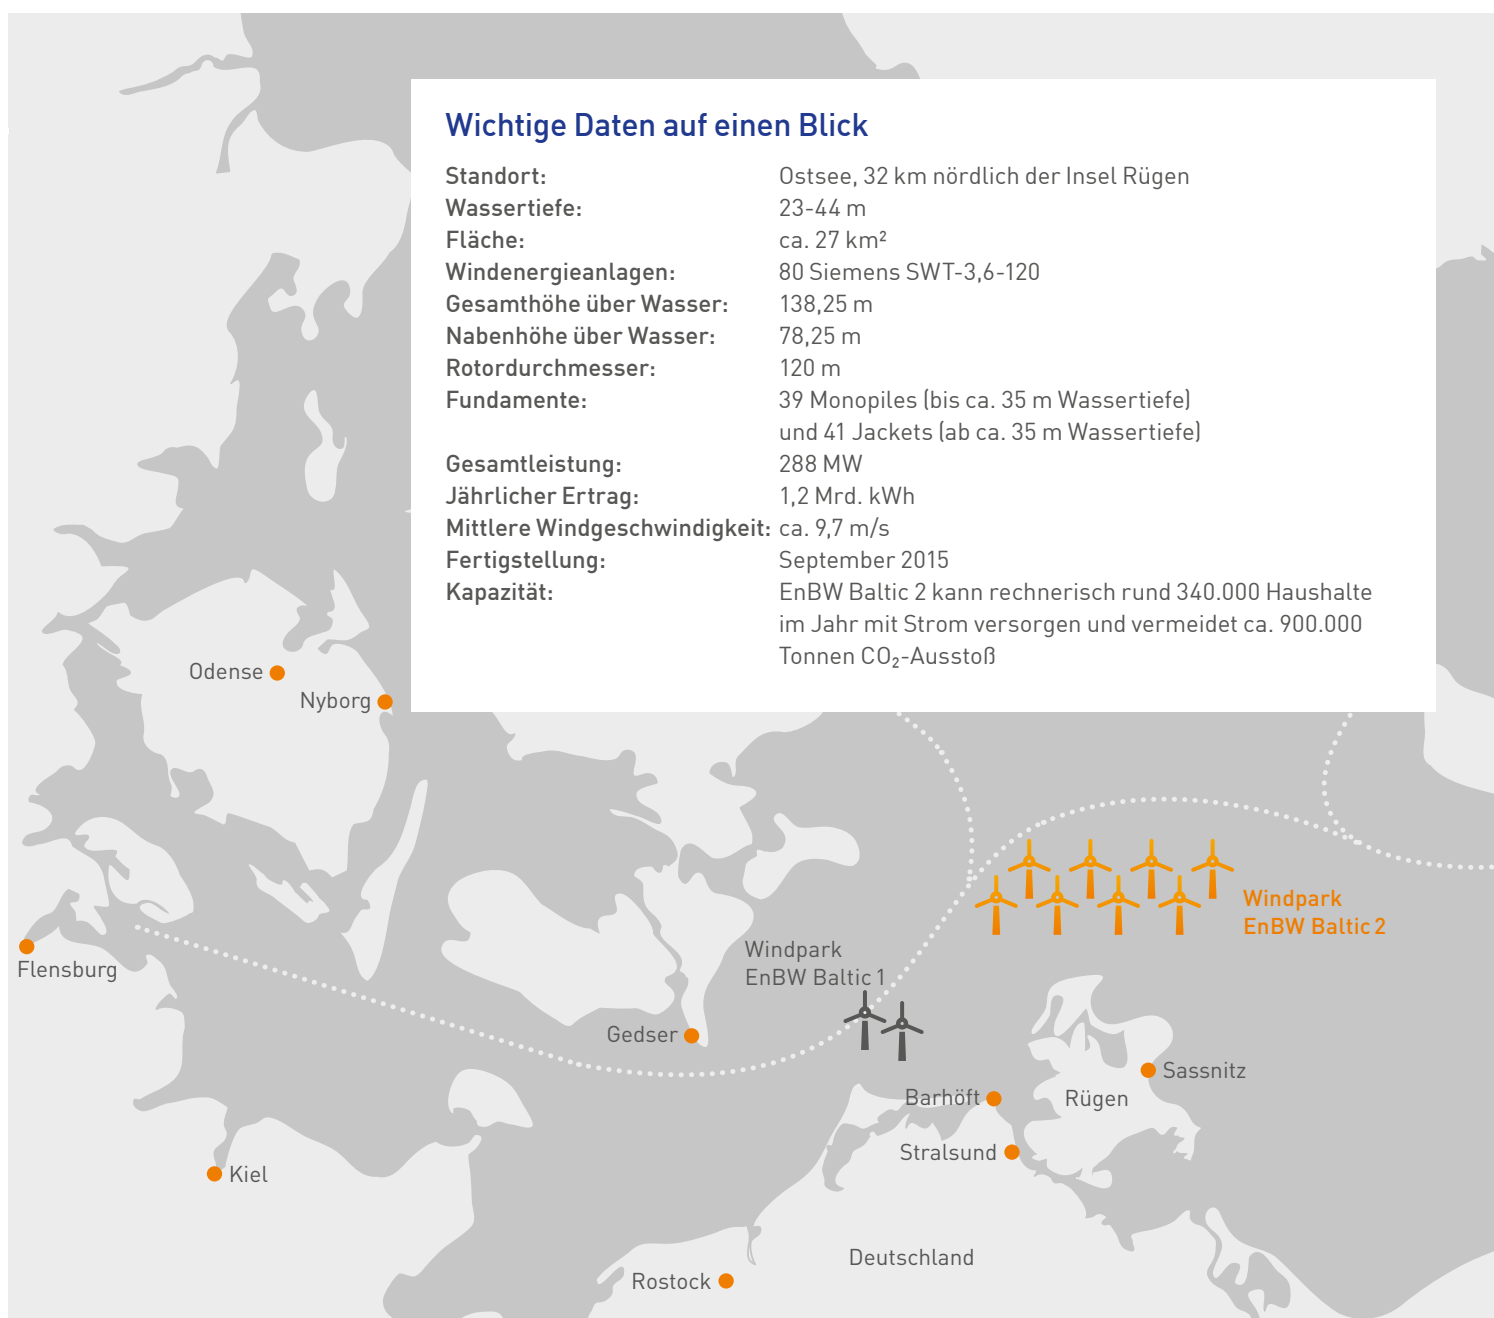 Wichtige Daten auf einen Blick
Standort: Ostsee, 32 km nördlich der Insel Rügen
Wassertiefe: 23-44 m
Fläche: ca. 27 km²
Windenergieanlagen: 80 Siemens SWT-3,6-120
Gesamthöhe über Wasser: 138,25 m
Nabenhöhe über Wasser: 78,25 m
Rotordurchmesser: 120 m
Fundamente: 39 Monopiles (bis ca. 35 m Wassertiefe)
und 41 Jackets (ab ca. 35 m Wassertiefe)
Gesamtleistung: 288 MW
Jährlicher Ertrag: 1,2 Mrd. kWh
Mittlere Windgeschwindigkeit: ca. 9,7 m/s
Fertigstellung: September 2015
Kapazität: EnBW Baltic 2 kann rechnerisch rund 340.000 Haushalte
im Jahr mit Strom versorgen und vermeidet ca. 900.000
Tonnen CO₂-Ausstoß
Odense
Nyborg
Windpark
EnBW Baltic 2
Windpark
EnBW Baltic 1
Flensburg
Gedser
Sassnitz
Barhöft
Rügen
Stralsund
Kiel
Deutschland
Rostock